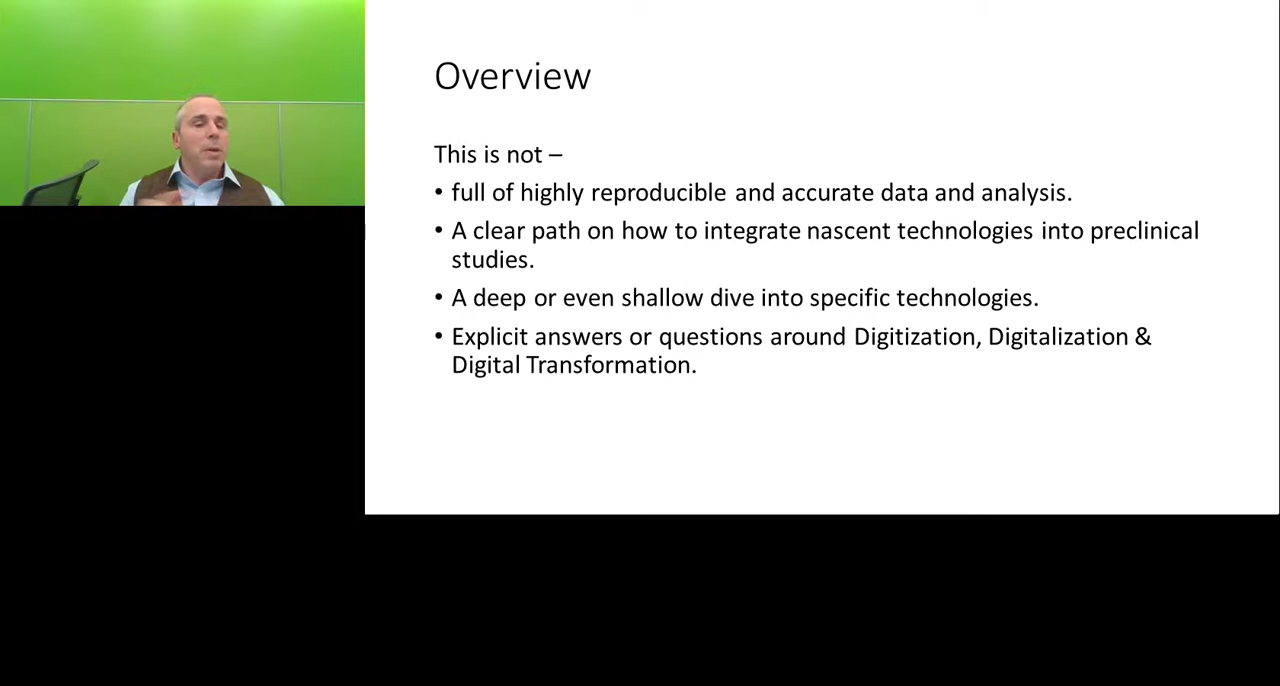 Overview
This is not –
• full of highly reproducible and accurate data and analysis.
• A clear path on how to integrate nascent technologies into preclinical
studies.
• A deep or even shallow dive into specific technologies.
• Explicit answers or questions around Digitization, Digitalization &
Digital Transformation.